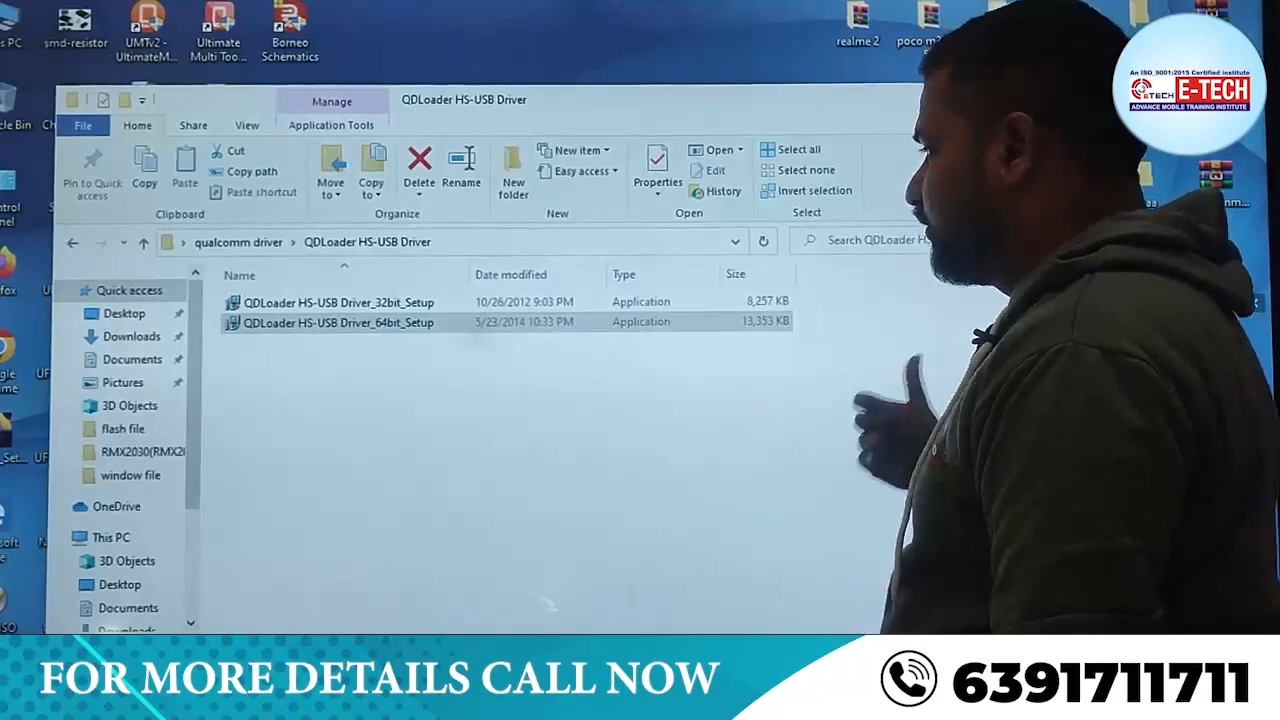 PC
smd-resistor
UMTv2 -
UltimateM...
Ultimate
Multi Too...
Borneo
Schematics
realme 2
An ISO_9001:2015 Certified institute
ETECH
E-TECH
ADVANCE MOBILE TRAINING INSTITUTE
Manage
QDLoader HS-USB Driver
File
Home
Share
View
Application Tools
Pin to Quick
access
Copy
Paste
Cut
Copy path
Paste shortcut
Clipboard
Move
to
Copy
to
Delete
Rename
Organize
New
folder
New item
Easy access
New
Properties
Open
Edit
History
Open
Select all
Select none
Invert selection
Select
qualcomm driver > QDLoader HS-USB Driver
Search QDLoader H
Name Date modified Type Size
QDLoader HS-USB Driver_32bit_Setup 10/26/2012 9:03 PM Application 8,257 KB
QDLoader HS-USB Driver_64bit_Setup 5/23/2014 10:33 PM Application 13,353 KB
Quick access
Desktop
Downloads
Documents
Pictures
3D Objects
flash file
RMX2030(RMX2
window file
OneDrive
This PC
3D Objects
Desktop
Documents
FOR MORE DETAILS CALL NOW
6391711711